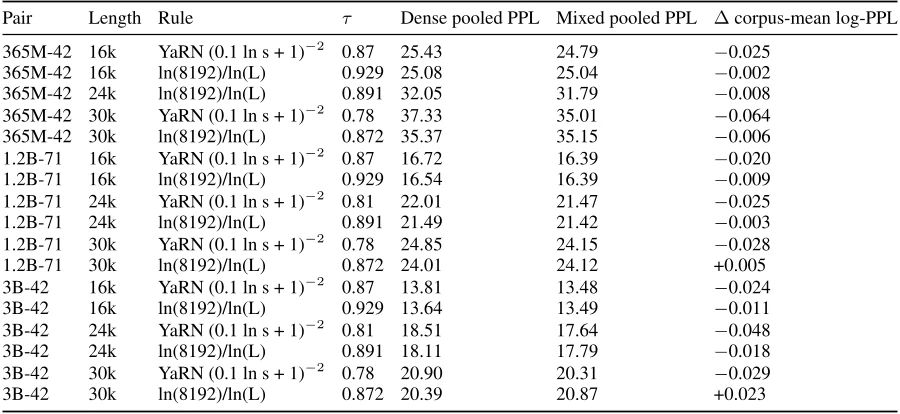 Pair Length Rule τ Dense pooled PPL Mixed pooled PPL Δ corpus-mean log-PPL
365M-42 16k YaRN (0.1 ln s + 1)⁻² 0.87 25.43 24.79 −0.025
365M-42 16k ln(8192)/ln(L) 0.929 25.08 25.04 −0.002
365M-42 24k ln(8192)/ln(L) 0.891 32.05 31.79 −0.008
365M-42 30k YaRN (0.1 ln s + 1)⁻² 0.78 37.33 35.01 −0.064
365M-42 30k ln(8192)/ln(L) 0.872 35.37 35.15 −0.006
1.2B-71 16k YaRN (0.1 ln s + 1)⁻² 0.87 16.72 16.39 −0.020
1.2B-71 16k ln(8192)/ln(L) 0.929 16.54 16.39 −0.009
1.2B-71 24k YaRN (0.1 ln s + 1)⁻² 0.81 22.01 21.47 −0.025
1.2B-71 24k ln(8192)/ln(L) 0.891 21.49 21.42 −0.003
1.2B-71 30k YaRN (0.1 ln s + 1)⁻² 0.78 24.85 24.15 −0.028
1.2B-71 30k ln(8192)/ln(L) 0.872 24.01 24.12 +0.005
3B-42 16k YaRN (0.1 ln s + 1)⁻² 0.87 13.81 13.48 −0.024
3B-42 16k ln(8192)/ln(L) 0.929 13.64 13.49 −0.011
3B-42 24k YaRN (0.1 ln s + 1)⁻² 0.81 18.51 17.64 −0.048
3B-42 24k ln(8192)/ln(L) 0.891 18.11 17.79 −0.018
3B-42 30k YaRN (0.1 ln s + 1)⁻² 0.78 20.90 20.31 −0.029
3B-42 30k ln(8192)/ln(L) 0.872 20.39 20.87 +0.023